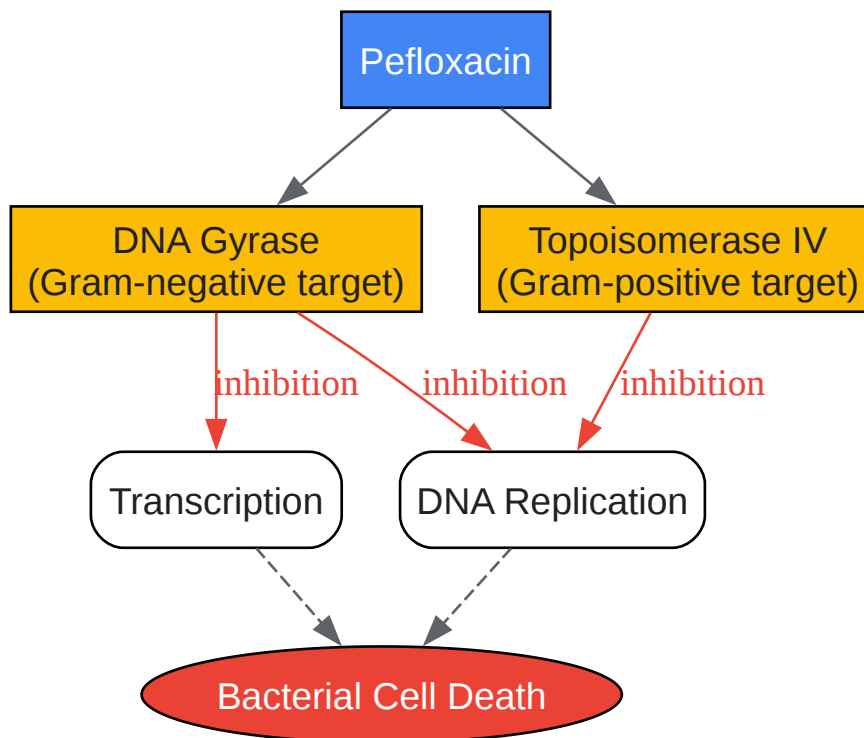 Pefloxacin
DNA Gyrase
(Gram-negative target)
Topoisomerase IV
(Gram-positive target)
inhibition
inhibition
inhibition
Transcription
DNA Replication
Bacterial Cell Death